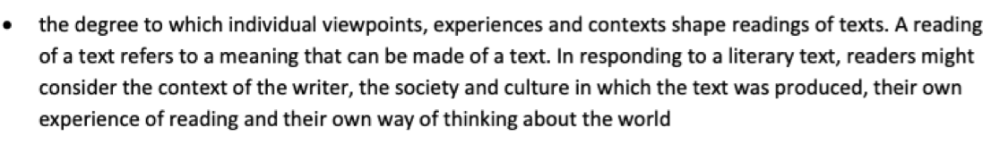 • the degree to which individual viewpoints, experiences and contexts shape readings of texts. A reading
of a text refers to a meaning that can be made of a text. In responding to a literary text, readers might
consider the context of the writer, the society and culture in which the text was produced, their own
experience of reading and their own way of thinking about the world